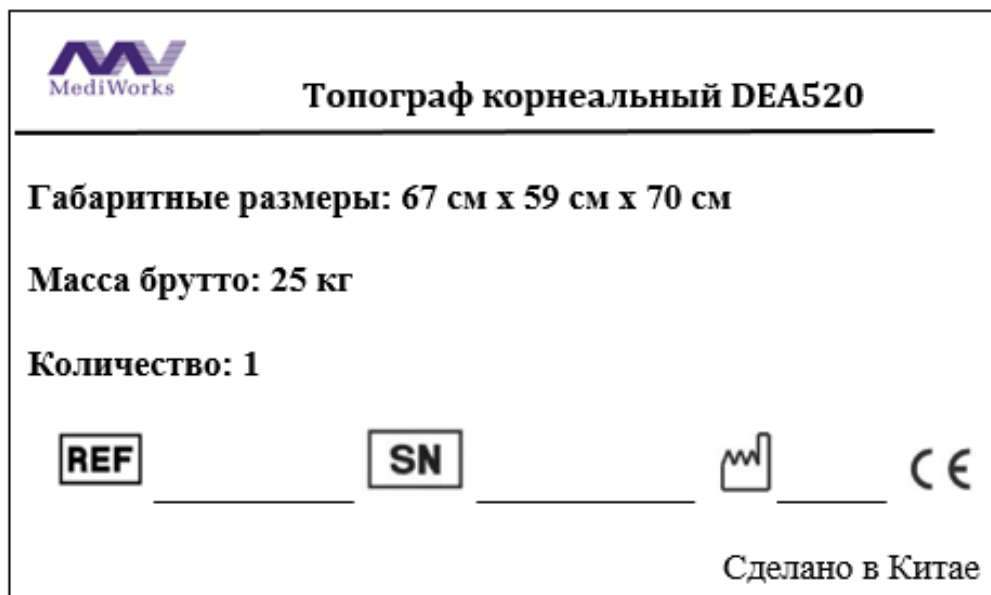 MediWorks
Топограф корнеальный DEA520
Габаритные размеры: 67 см x 59 см x 70 см
Масса брутто: 25 кг
Количество: 1
REF SN CE
Сделано в Китае